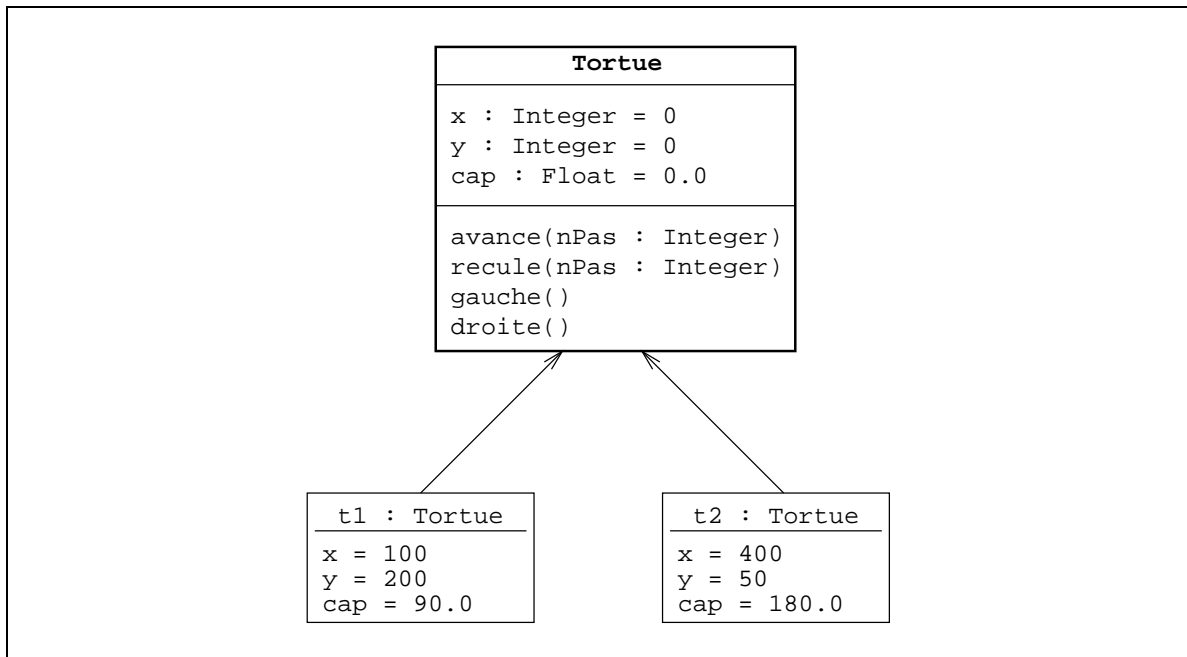 Tortue
x : Integer = 0
y : Integer = 0
cap : Float = 0.0
avance(nPas : Integer)
recule(nPas : Integer)
gauche()
droite()
t1 : Tortue
x = 100
y = 200
cap = 90.0
t2 : Tortue
x = 400
y = 50
cap = 180.0